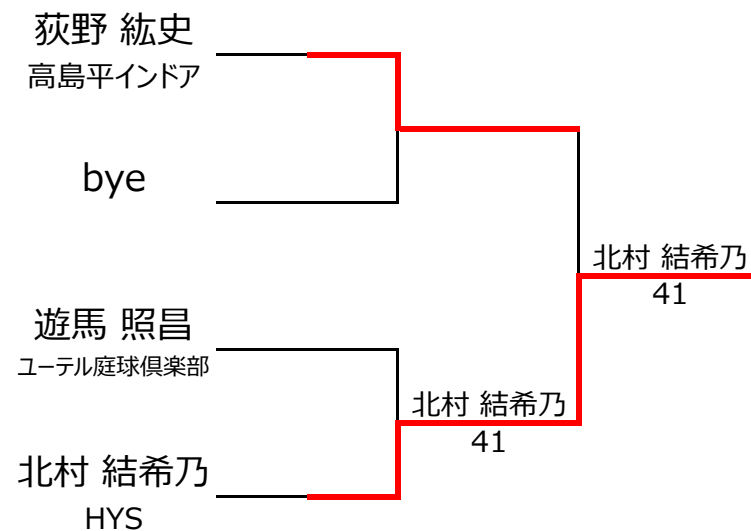 荻野 紘史
高島平インドア
bye
北村 結希乃
41
遊馬 照昌
ユーテル庭球倶楽部
北村 結希乃
41
北村 結希乃
HYS